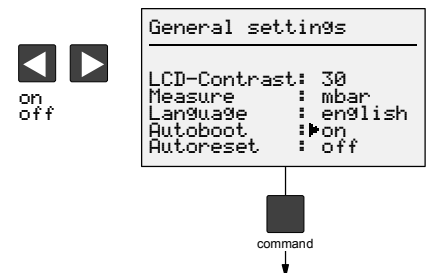 General settings
LCD-Contrast: 30
Measure : mbar
Language : english
Autoboot : on
Autoreset : off
on
off
command